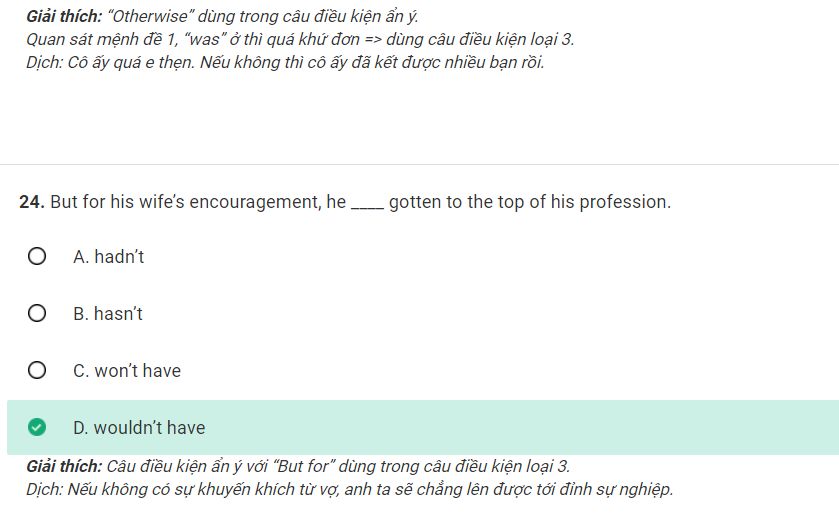 Giải thích: “Otherwise” dùng trong câu điều kiện ẩn ý.
Quan sát mệnh đề 1, “was” ở thì quá khứ đơn => dùng câu điều kiện loại 3.
Dịch: Cô ấy quá e thẹn. Nếu không thì cô ấy đã kết được nhiều bạn rồi.
24. But for his wife’s encouragement, he ____ gotten to the top of his profession.
A. hadn’t
B. hasn’t
C. won’t have
D. wouldn’t have
Giải thích: Câu điều kiện ẩn ý với “But for” dùng trong câu điều kiện loại 3.
Dịch: Nếu không có sự khuyến khích từ vợ, anh ta sẽ chẳng lên được tới đỉnh sự nghiệp.